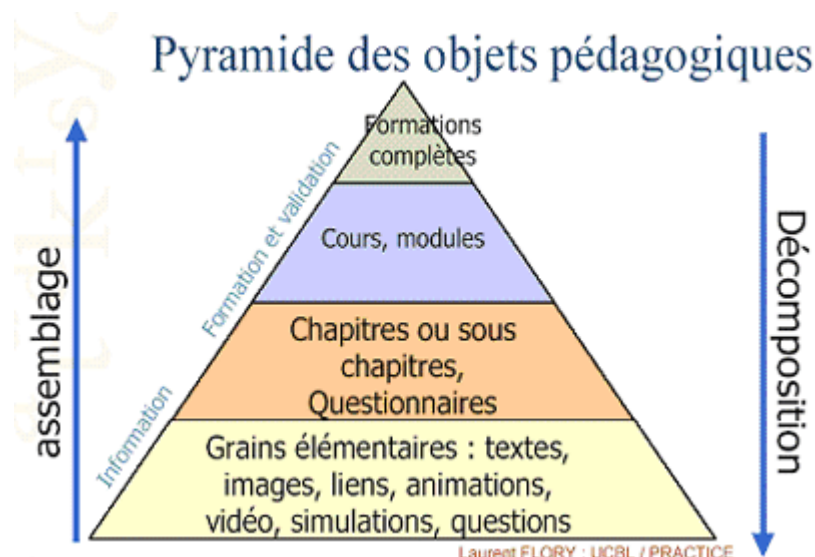 Pyramide des objets pédagogiques
Formations
complètes
Cours, modules
Chapitres ou sous
chapitres,
Questionnaires
Grains élémentaires : textes,
images, liens, animations,
vidéo, simulations, questions
assemblage
Information
Formation et validation
Décomposition
Laurent FLORY : UCBL / PRACTICE